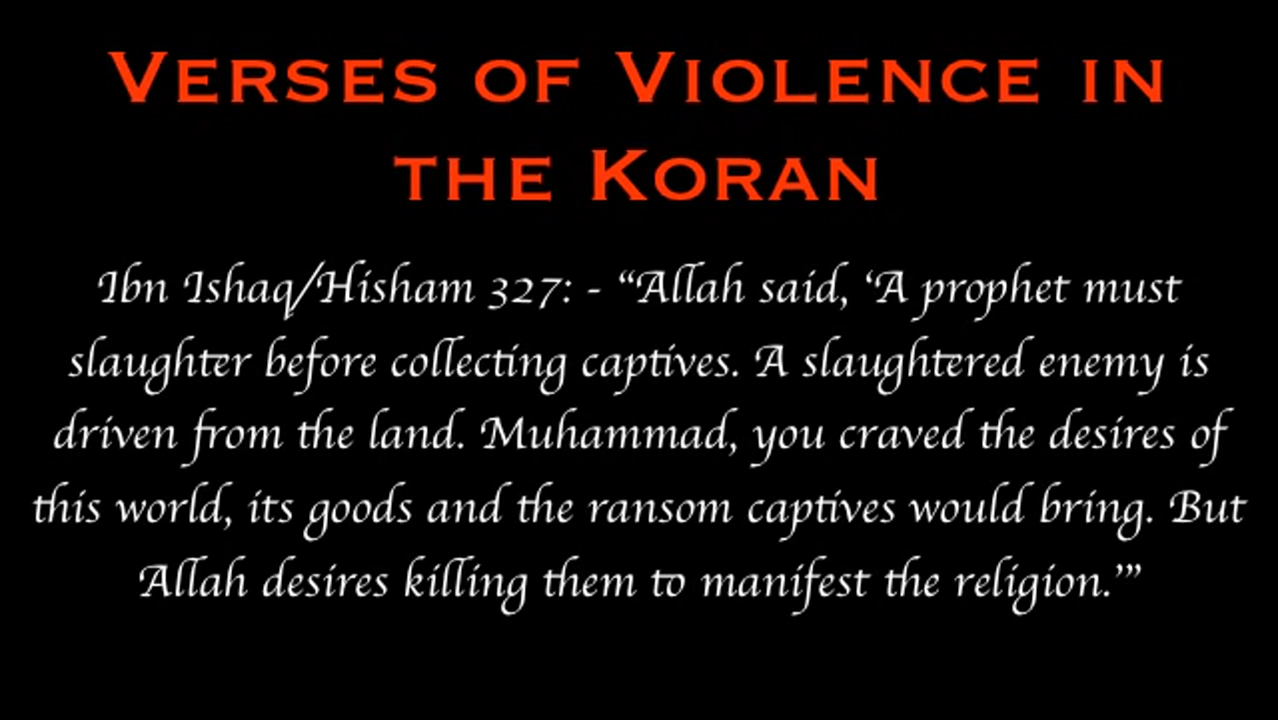 VERSES OF VIOLENCE IN
THE KORAN
Ibn Ishaq/Hisham 327: - “Allah said, ‘A prophet must
slaughter before collecting captives. A slaughtered enemy is
driven from the land. Muhammad, you craved the desires of
this world, its goods and the ransom captives would bring. But
Allah desires killing them to manifest the religion.’”